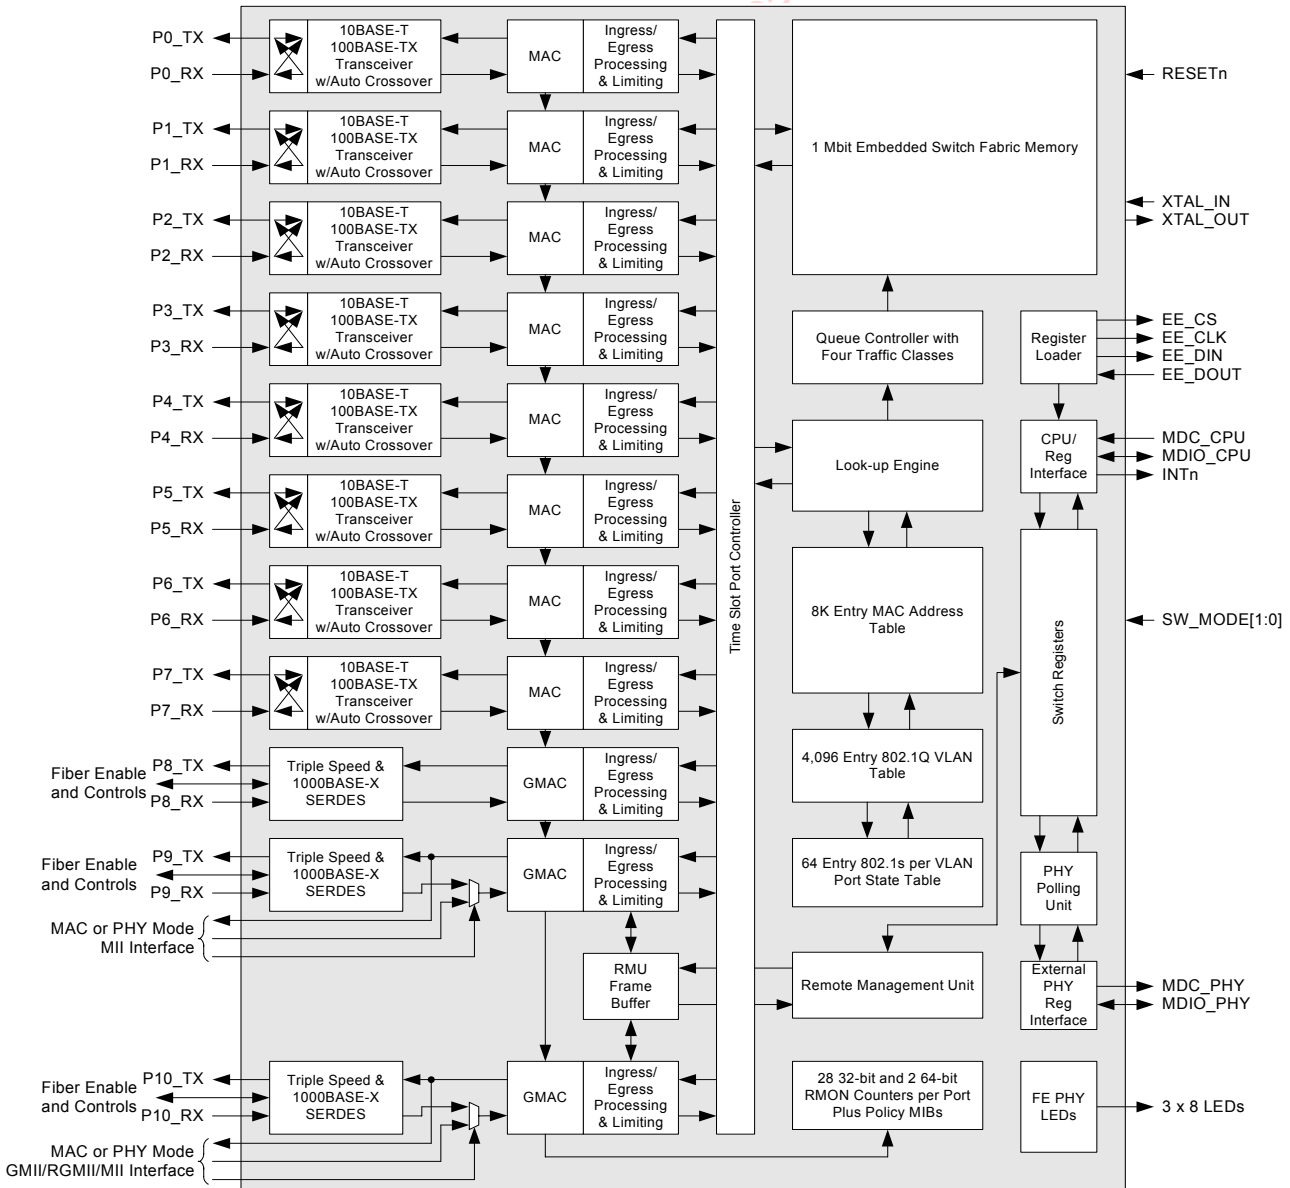 P0_TX
P0_RX
10BASE-T
100BASE-TX
Transceiver
w/Auto Crossover
MAC
Ingress/
Egress
Processing
& Limiting
P1_TX
P1_RX
10BASE-T
100BASE-TX
Transceiver
w/Auto Crossover
MAC
Ingress/
Egress
Processing
& Limiting
P2_TX
P2_RX
10BASE-T
100BASE-TX
Transceiver
w/Auto Crossover
MAC
Ingress/
Egress
Processing
& Limiting
P3_TX
P3_RX
10BASE-T
100BASE-TX
Transceiver
w/Auto Crossover
MAC
Ingress/
Egress
Processing
& Limiting
P4_TX
P4_RX
10BASE-T
100BASE-TX
Transceiver
w/Auto Crossover
MAC
Ingress/
Egress
Processing
& Limiting
P5_TX
P5_RX
10BASE-T
100BASE-TX
Transceiver
w/Auto Crossover
MAC
Ingress/
Egress
Processing
& Limiting
P6_TX
P6_RX
10BASE-T
100BASE-TX
Transceiver
w/Auto Crossover
MAC
Ingress/
Egress
Processing
& Limiting
P7_TX
P7_RX
10BASE-T
100BASE-TX
Transceiver
w/Auto Crossover
MAC
Ingress/
Egress
Processing
& Limiting
P8_TX
Fiber Enable
and Controls
P8_RX
Triple Speed &
1000BASE-X
SERDES
GMAC
Ingress/
Egress
Processing
& Limiting
P9_TX
Fiber Enable
and Controls
P9_RX
Triple Speed &
1000BASE-X
SERDES
GMAC
Ingress/
Egress
Processing
& Limiting
MAC or PHY Mode
MII Interface
RMU
Frame
Buffer
P10_TX
Fiber Enable
and Controls
P10_RX
Triple Speed &
1000BASE-X
SERDES
GMAC
Ingress/
Egress
Processing
& Limiting
MAC or PHY Mode
GMII/RGMII/MII Interface
Time Slot Port Controller
1 Mbit Embedded Switch Fabric Memory
Queue Controller with
Four Traffic Classes
Look-up Engine
8K Entry MAC Address
Table
4,096 Entry 802.1Q VLAN
Table
64 Entry 802.1s per VLAN
Port State Table
Remote Management Unit
28 32-bit and 2 64-bit
RMON Counters per Port
Plus Policy MIBs
Register
Loader
CPU/
Reg
Interface
Switch Registers
PHY
Polling
Unit
External
PHY
Reg
Interface
FE PHY
LEDs
RESETn
XTAL_IN
XTAL_OUT
EE_CS
EE_CLK
EE_DIN
EE_DOUT
MDC_CPU
MDIO_CPU
INTn
SW_MODE[1:0]
MDC_PHY
MDIO_PHY
3 x 8 LEDs